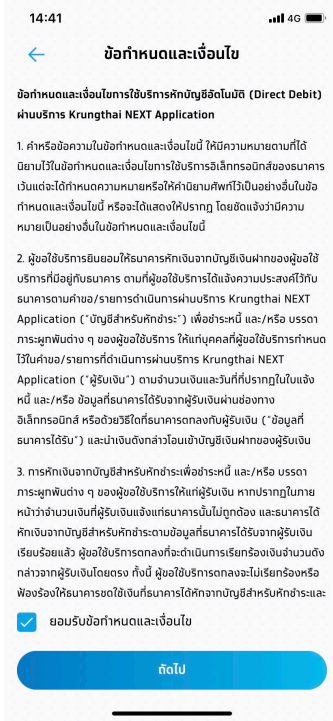 14:41
4G
ข้อกำหนดและเงื่อนไข
ข้อกำหนดและเงื่อนไขการใช้บริการหักบัญชีอัตโนมัติ (Direct Debit)
ผ่านบริการ Krungthai NEXT Application
1. คำหรือข้อความในข้อกำหนดและเงื่อนไขนี้ ให้มีความหมายตามที่ได้
นิยามไว้ในข้อกำหนดและเงื่อนไขการใช้บริการอิเล็กทรอนิกส์ของธนาคาร
เว้นแต่จะได้กำหนดความหมายหรือให้คำนิยามศัพท์ไว้เป็นอย่างอื่นในข้อ
กำหนดและเงื่อนไขนี้ หรือจะได้แสดงให้ปรากฏ โดยชัดแจ้งว่ามีความ
หมายเป็นอย่างอื่นในข้อกำหนดและเงื่อนไขนี้
2. ผู้ขอใช้บริการยินยอมให้ธนาคารหักเงินจากบัญชีเงินฝากของผู้ขอใช้
บริการที่มีอยู่กับธนาคาร ตามที่ผู้ขอใช้บริการได้แจ้งความประสงค์ไว้กับ
ธนาคารตามคำขอ/รายการดำเนินการผ่านบริการ Krungthai NEXT
Application ("บัญชีสำหรับหักชำระ") เพื่อชำระหนี้ และ/หรือ บรรดา
ภาระผูกพันต่าง ๆ ของผู้ขอใช้บริการ ให้แก่บุคคลที่ผู้ขอใช้บริการกำหนด
ไว้ในคำขอ/รายการที่ดำเนินการผ่านบริการ Krungthai NEXT
Application ("ผู้รับเงิน") ตามจำนวนเงินและวันที่ที่ปรากฏในใบแจ้ง
หนี้ และ/หรือ ข้อมูลที่ธนาคารได้รับจากผู้รับเงินผ่านช่องทาง
อิเล็กทรอนิกส์ หรือด้วยวิธีใดที่ธนาคารตกลงกับผู้รับเงิน ("ข้อมูลที่
ธนาคารได้รับ") และนำเงินดังกล่าวโอนเข้าบัญชีเงินฝากของผู้รับเงิน
3. การหักเงินจากบัญชีสำหรับหักชำระเพื่อชำระหนี้ และ/หรือ บรรดา
ภาระผูกพันต่าง ๆ ของผู้ขอใช้บริการให้แก่ผู้รับเงิน หากปรากฏในภาย
หน้าว่าจำนวนเงินที่ผู้รับเงินแจ้งแก่ธนาคารนั้นไม่ถูกต้อง และธนาคารได้
หักเงินจากบัญชีสำหรับหักชำระตามข้อมูลที่ธนาคารได้รับจากผู้รับเงิน
เรียบร้อยแล้ว ผู้ขอใช้บริการตกลงที่จะดำเนินการเรียกร้องเงินจำนวนดัง
กล่าวจากผู้รับเงินโดยตรง ทั้งนี้ ผู้ขอใช้บริการตกลงจะไม่เรียกร้องหรือ
ฟ้องร้องให้ธนาคารชดใช้เงินที่ธนาคารได้หักจากบัญชีสำหรับหักชำระและ
ยอมรับข้อกำหนดและเงื่อนไข
ถัดไป